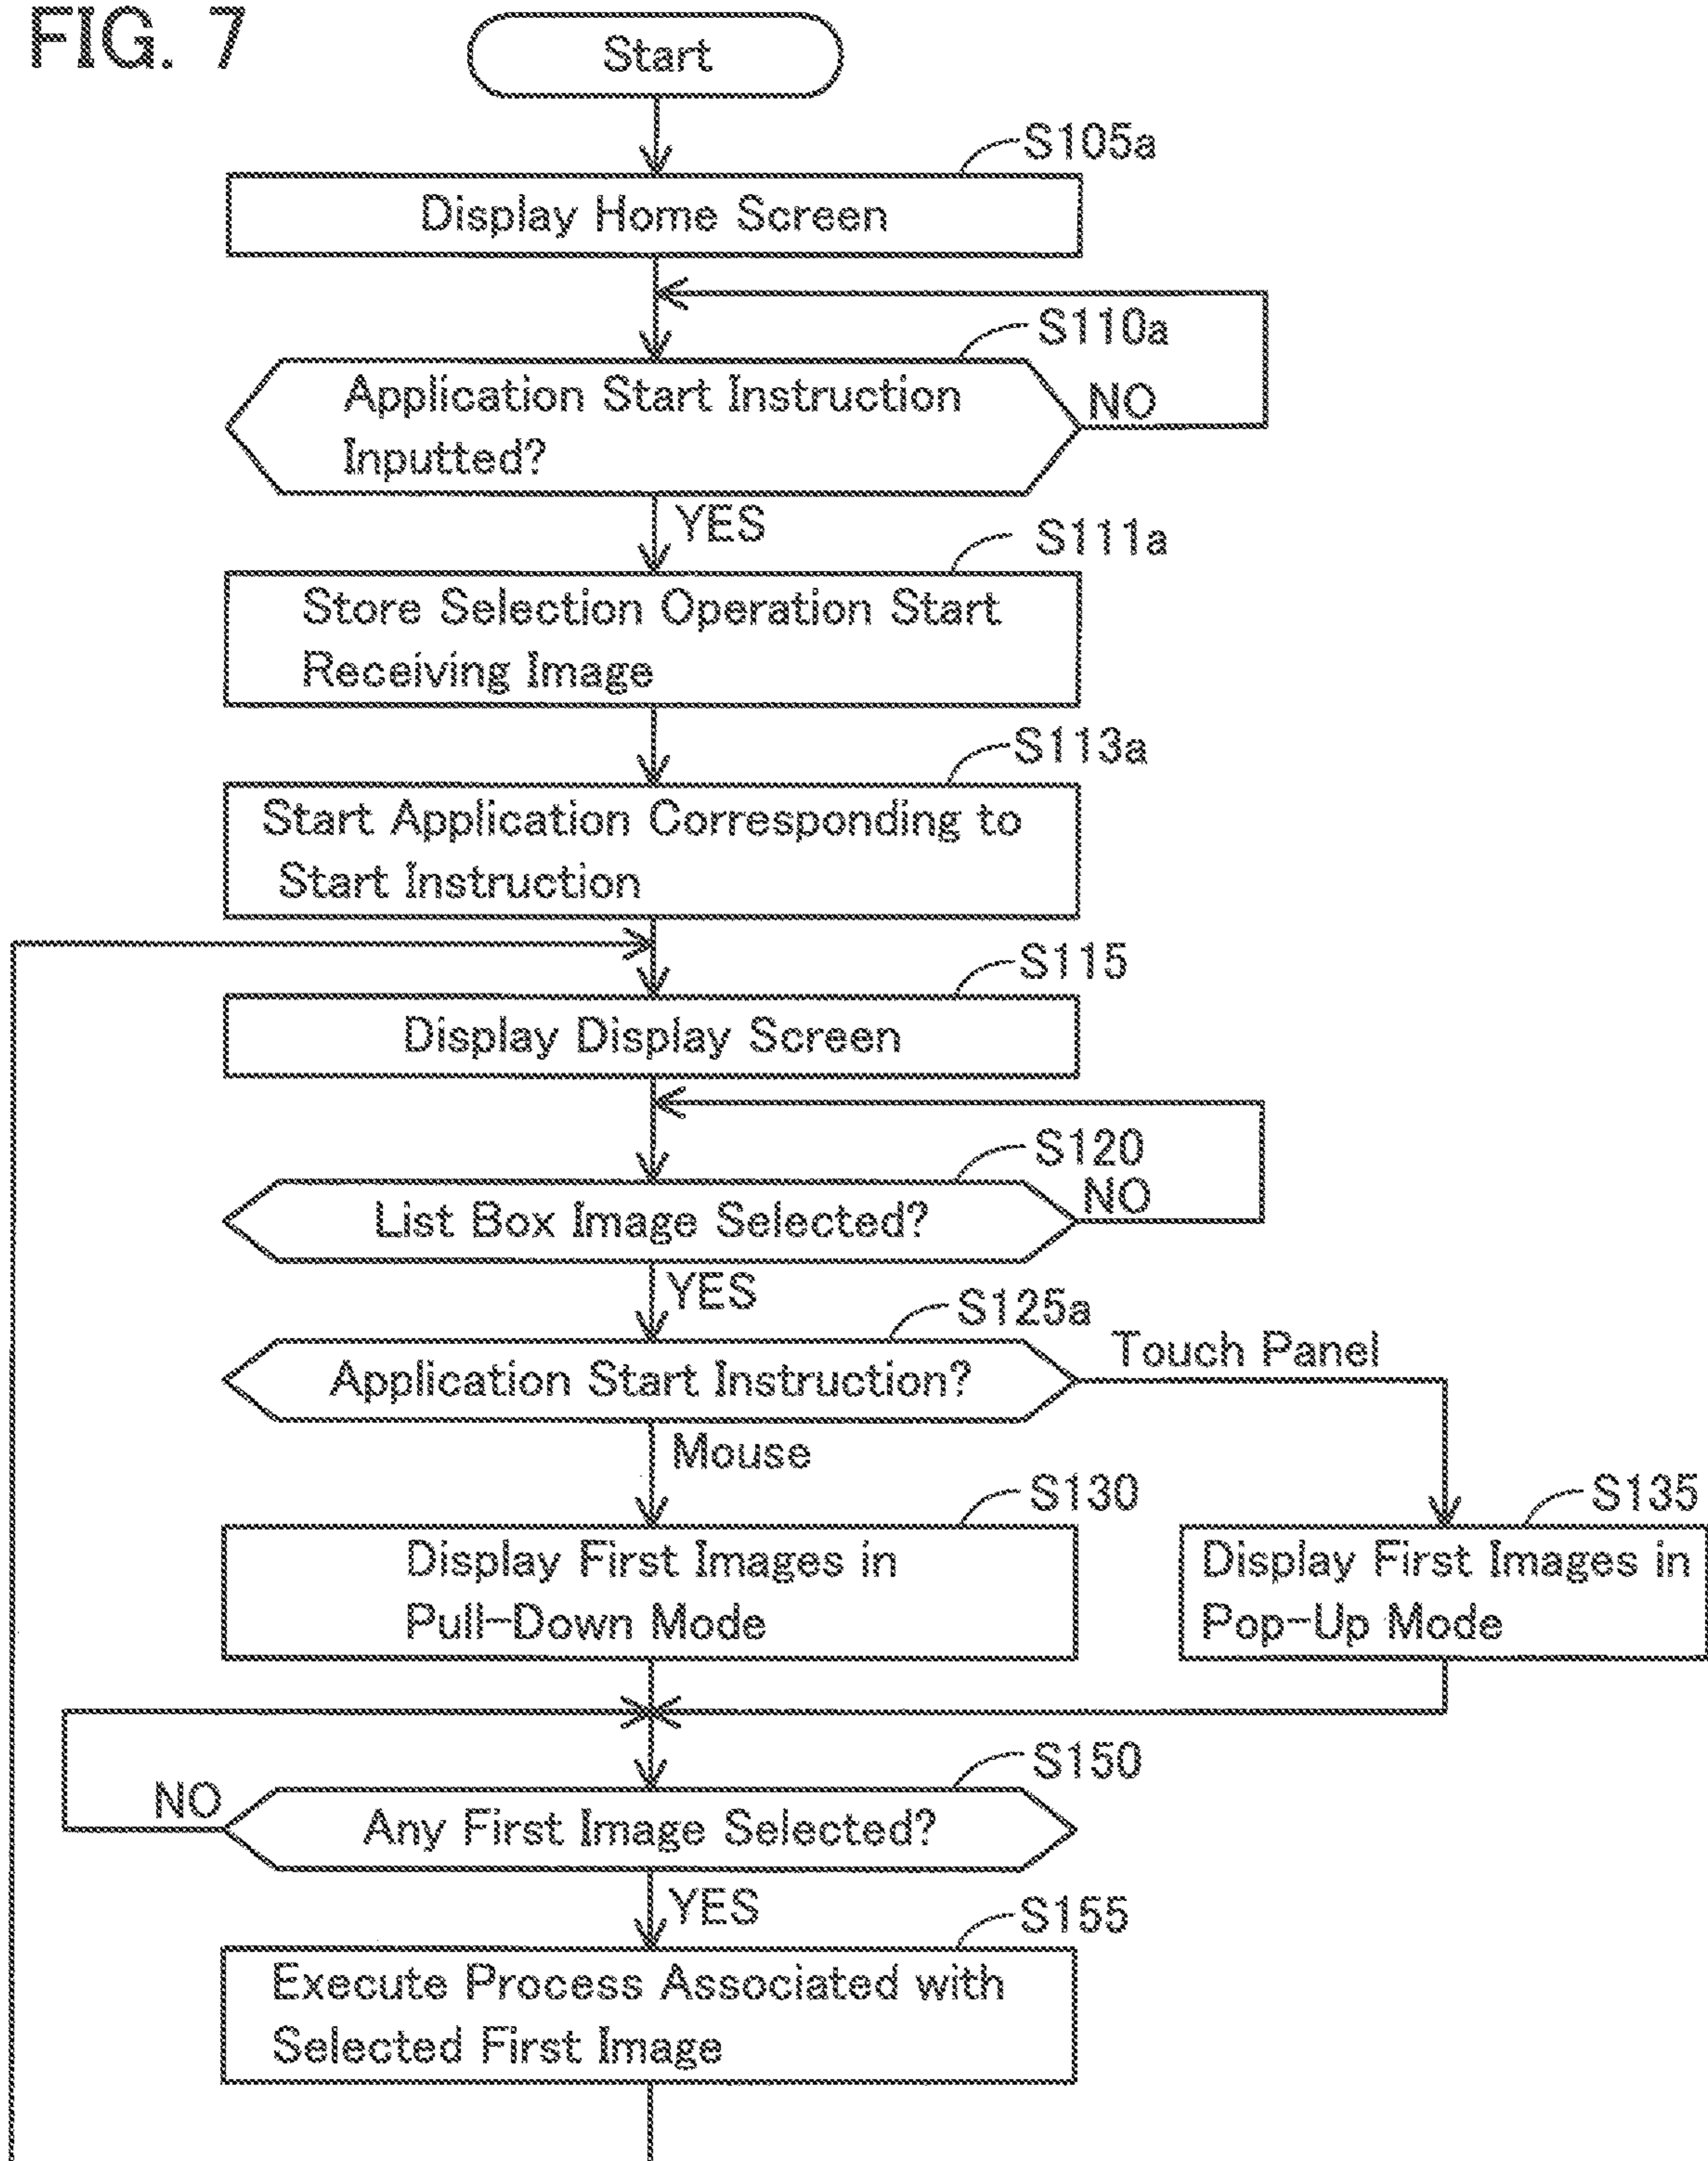 FIG. 7
Start
S105a
Display Home Screen
S110a
Application Start Instruction
Inputted?
NO
YES
S111a
Store Selection Operation Start
Receiving Image
S113a
Start Application Corresponding to
Start Instruction
S115
Display Display Screen
S120
List Box Image Selected?
NO
YES
S125a
Application Start Instruction?
Touch Panel
Mouse
S130
Display First Images in
Pull-Down Mode
S135
Display First Images in
Pop-Up Mode
S150
NO
Any First Image Selected?
YES
S155
Execute Process Associated with
Selected First Image